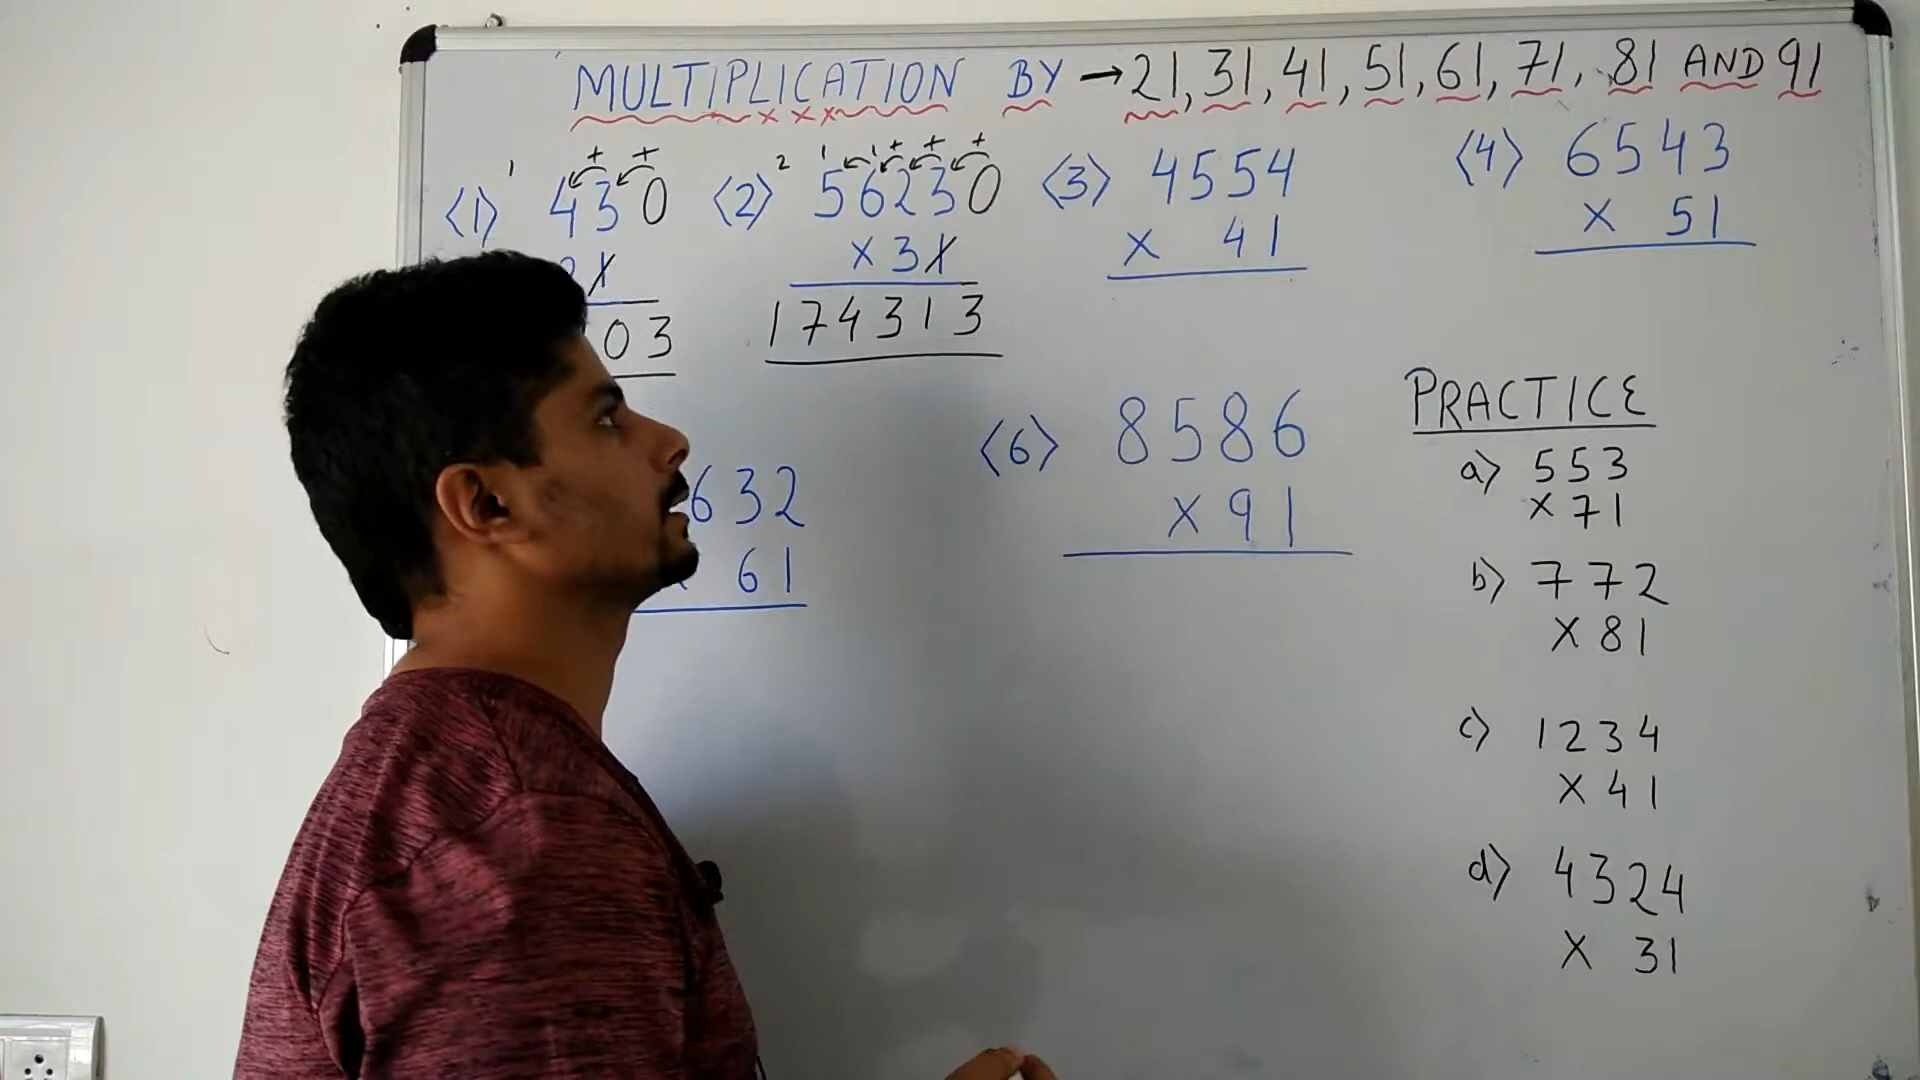 MULTIPLICATION BY → 21, 31, 41, 51, 61, 71, 81 AND 91
⟨1⟩ 430
X
03
⟨2⟩ 56230
× 31
174313
⟨3⟩ 4554
× 41
⟨4⟩ 6543
× 51
632
61
⟨6⟩ 8586
× 91
PRACTICE
a⟩ 553
× 71
b⟩ 772
× 81
c⟩ 1234
× 41
d⟩ 4324
× 31